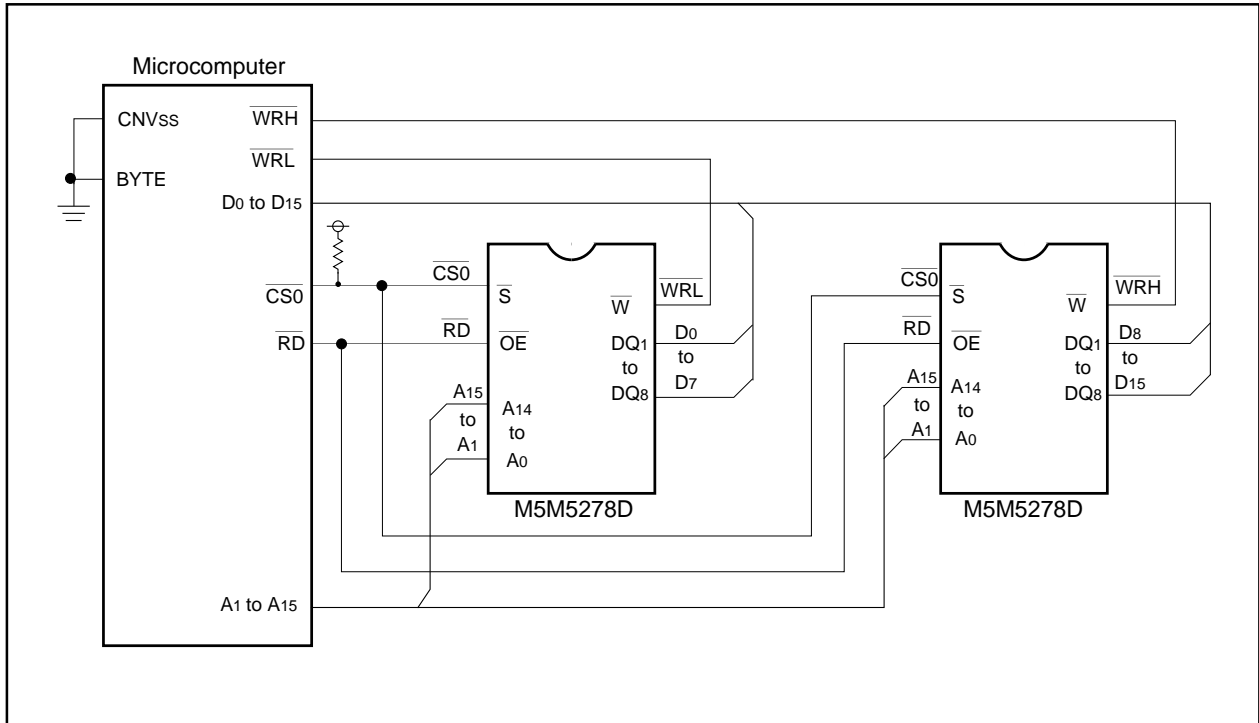 Microcomputer
CNVSS
WRH
WRL
BYTE
D0 to D15
CS0
RD
A1 to A15
CS0
S
RD
OE
A15
to
A1
A14
to
A0
W
WRL
DQ1
to
DQ8
D0
to
D7
M5M5278D
CS0
S
RD
OE
A15
to
A1
A14
to
A0
W
WRH
DQ1
to
DQ8
D8
to
D15
M5M5278D